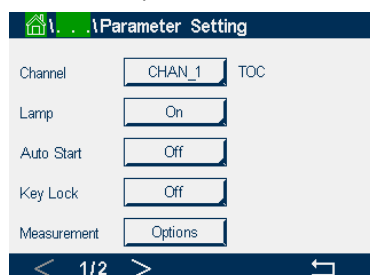 \. . .\Parameter Setting
Channel CHAN_1 TOC
Lamp On
Auto Start Off
Key Lock Off
Measurement Options
< 1/2 >